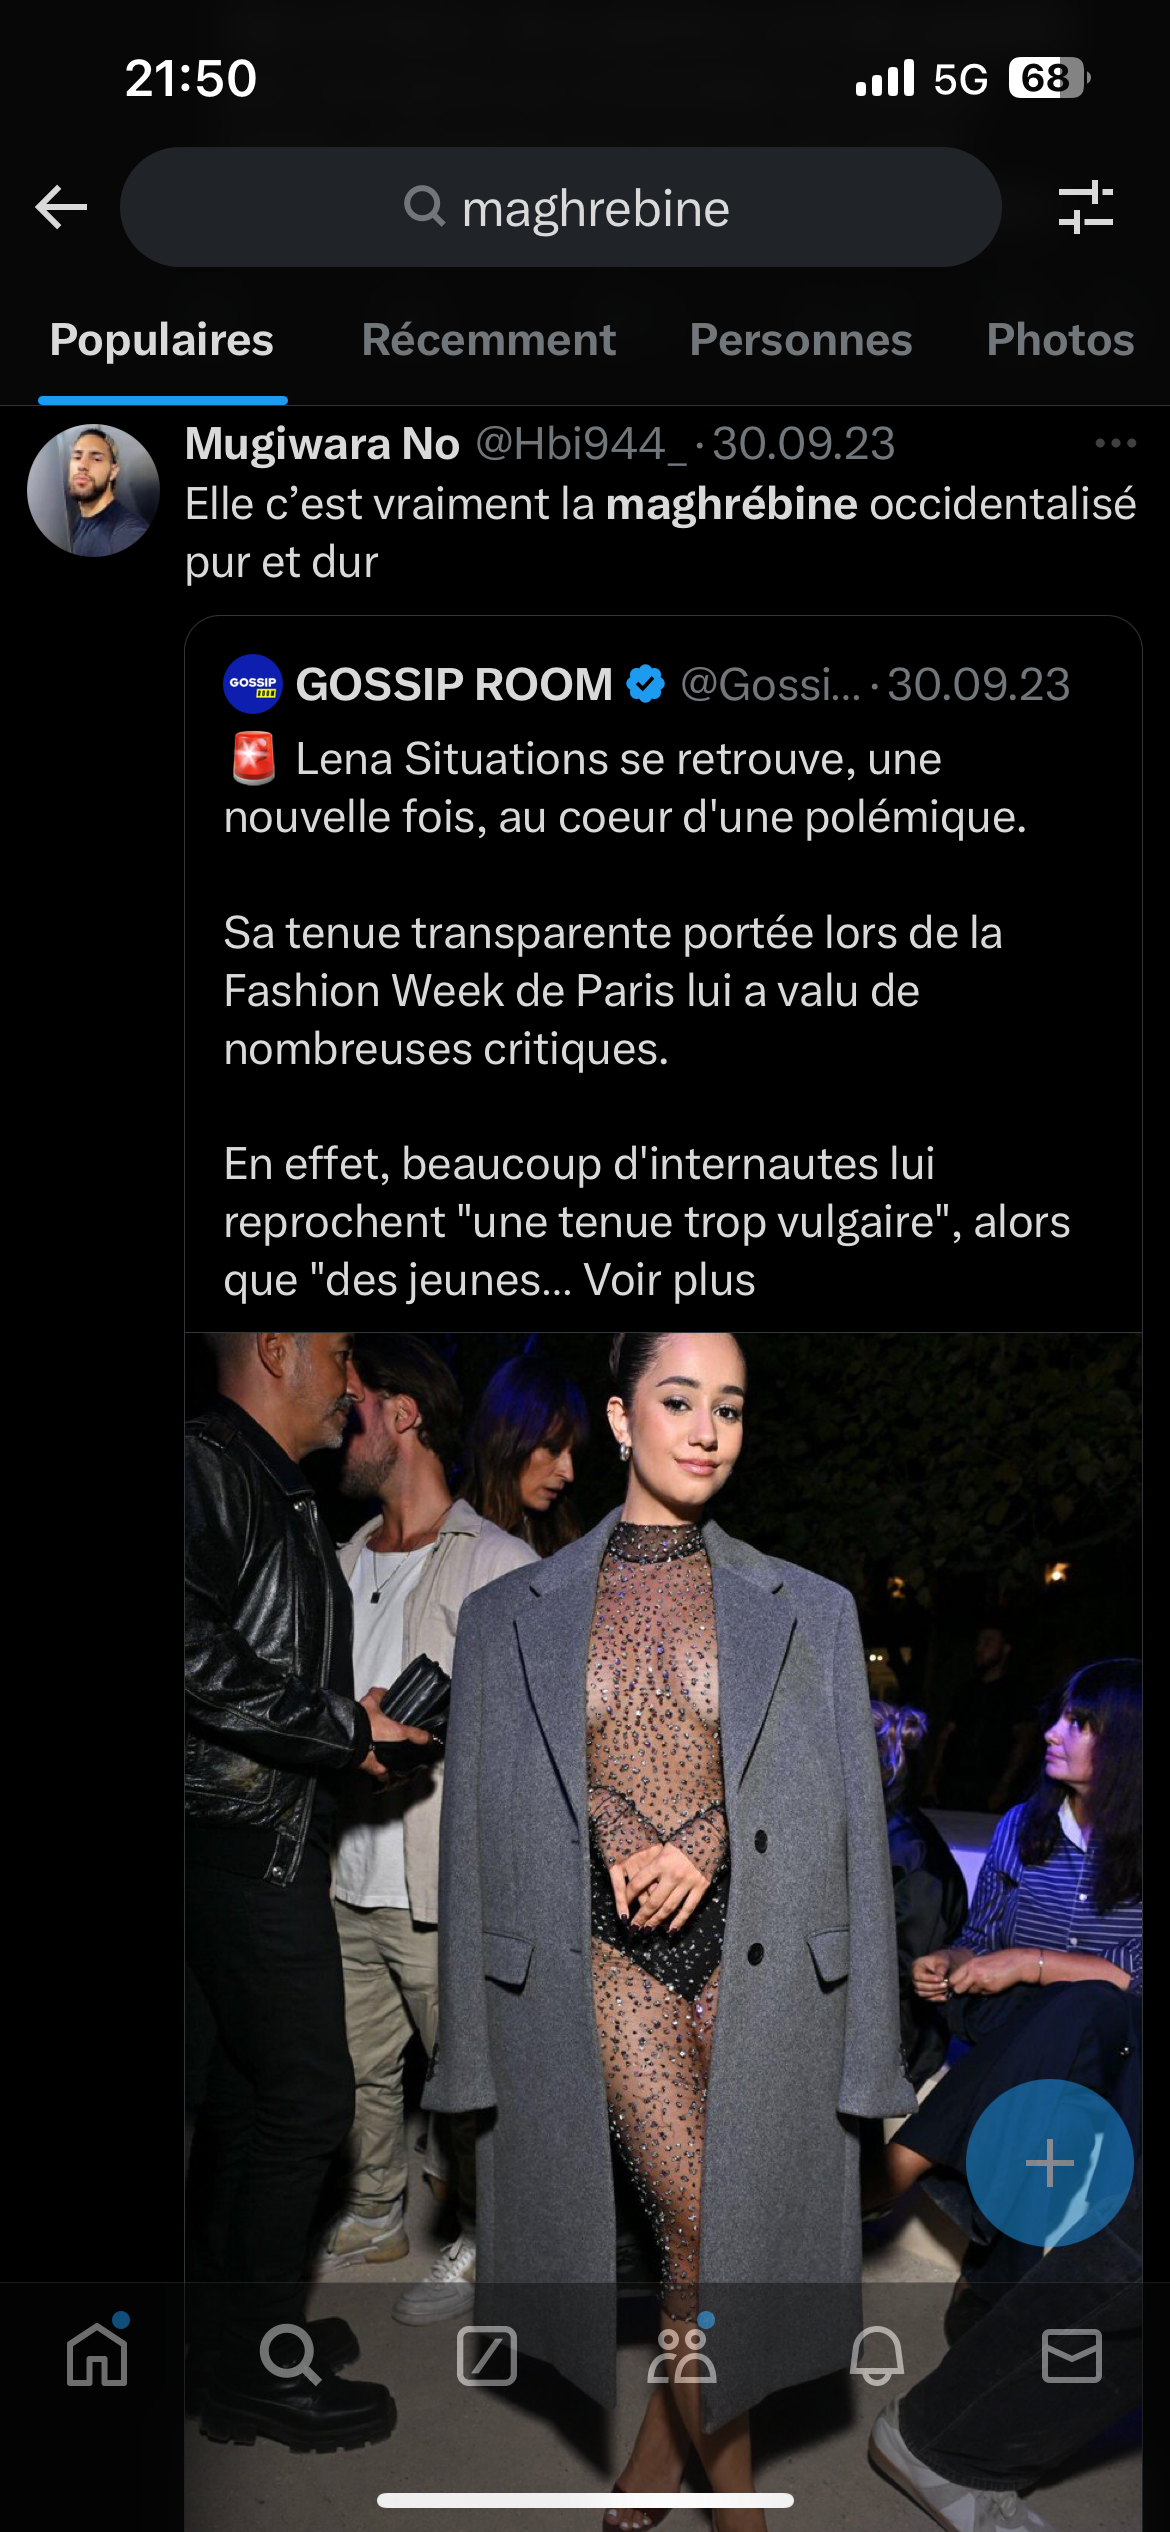 21:50
5G 68
maghrebine
Populaires Récemment Personnes Photos
Mugiwara No @Hbi944_ · 30.09.23
Elle c’est vraiment la maghrébine occidentalisé
pur et dur
GOSSIP ROOM
GOSSIP ROOM @Gossi... · 30.09.23
🚨 Lena Situations se retrouve, une
nouvelle fois, au coeur d'une polémique.
Sa tenue transparente portée lors de la
Fashion Week de Paris lui a valu de
nombreuses critiques.
En effet, beaucoup d'internautes lui
reprochent "une tenue trop vulgaire", alors
que "des jeunes... Voir plus